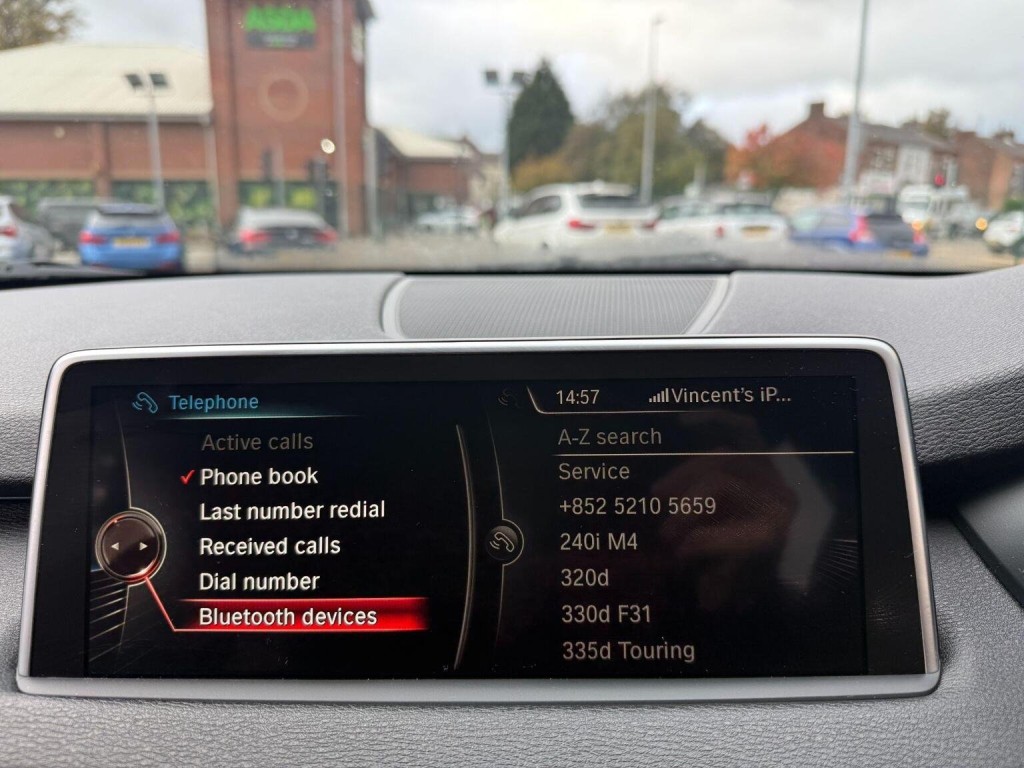 ASDA
Telephone
14:57
Vincent's iP...
Active calls
Phone book
Last number redial
Received calls
Dial number
Bluetooth devices
A-Z search
Service
+852 5210 5659
240i M4
320d
330d F31
335d Touring